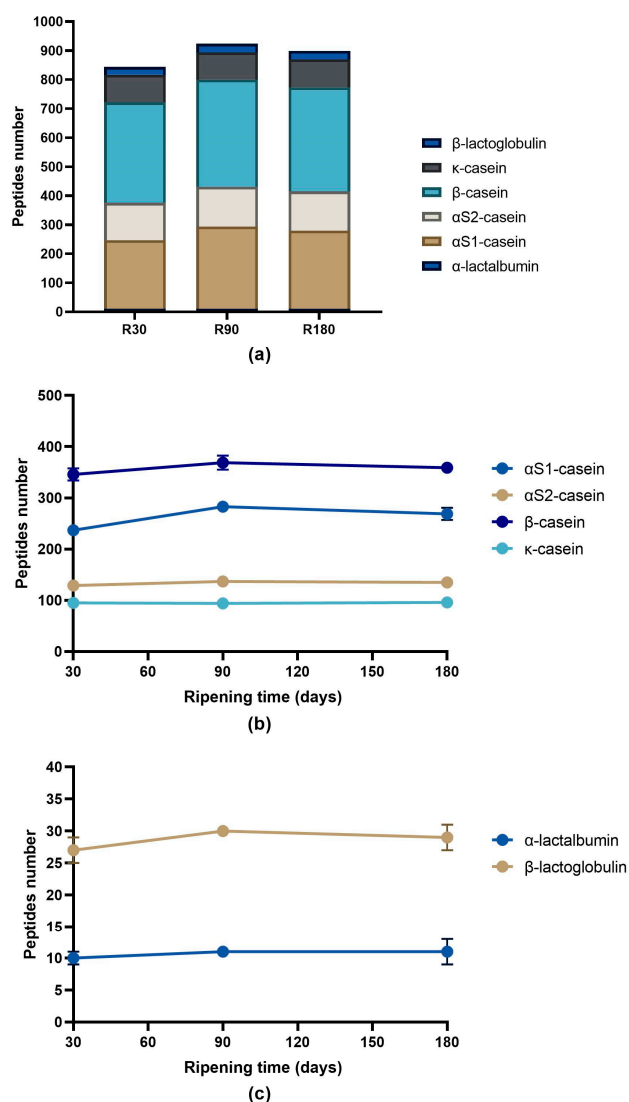 1000
900
800
700
600
500
400
300
200
100
0
Peptides number
R30 R90 R180
β-lactoglobulin
κ-casein
β-casein
αS2-casein
αS1-casein
α-lactalbumin
(a)
500
400
300
200
100
0
Peptides number
30 60 90 120 150 180
Ripening time (days)
αS1-casein
αS2-casein
β-casein
κ-casein
(b)
40
35
30
25
20
15
10
5
0
Peptides number
30 60 90 120 150 180
Ripening time (days)
α-lactalbumin
β-lactoglobulin
(c)